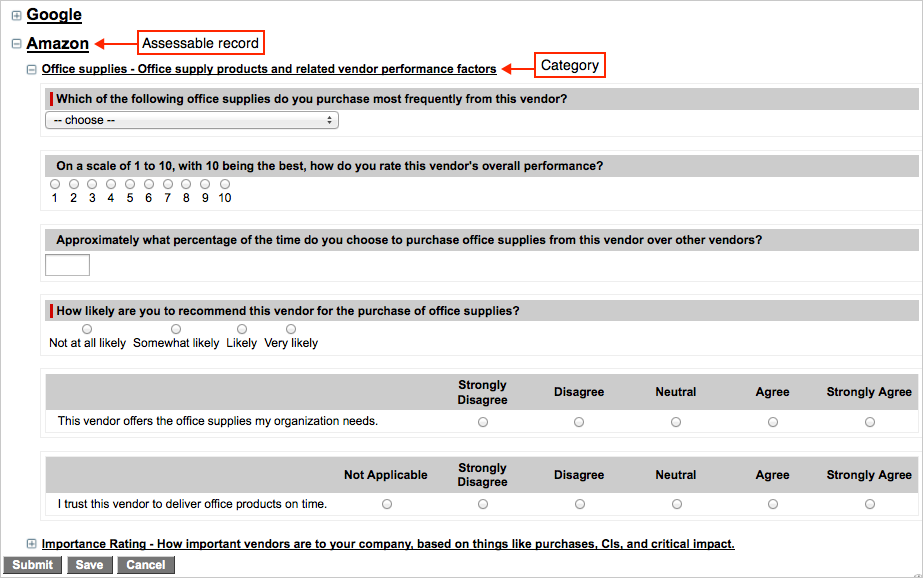 Google
Amazon
Assessable record
Office supplies - Office supply products and related vendor performance factors
Category
Which of the following office supplies do you purchase most frequently from this vendor?
-- choose --
On a scale of 1 to 10, with 10 being the best, how do you rate this vendor's overall performance?
1 2 3 4 5 6 7 8 9 10
Approximately what percentage of the time do you choose to purchase office supplies from this vendor over other vendors?
How likely are you to recommend this vendor for the purchase of office supplies?
Not at all likely Somewhat likely Likely Very likely
Strongly Disagree Disagree Neutral Agree Strongly Agree
This vendor offers the office supplies my organization needs.
Not Applicable Strongly Disagree Disagree Neutral Agree Strongly Agree
I trust this vendor to deliver office products on time.
Importance Rating - How important vendors are to your company, based on things like purchases, CIs, and critical impact.
Submit Save Cancel